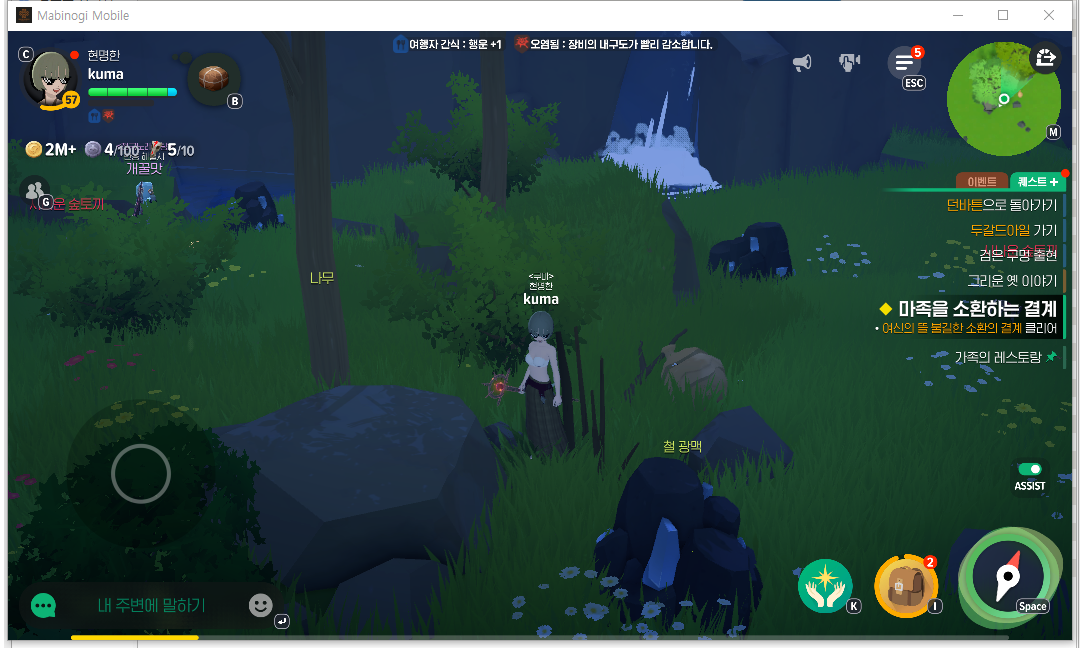 Mabinogi Mobile
여행자 간식 : 행운 +1
오염됨 : 장비의 내구도가 빨리 감소합니다.
C
현명한
kuma
57
B
5
ESC
M
2M+
4/100
5/10
개꿀맛
G
숲토끼
이벤트
퀘스트 +
던바튼으로 돌아가기
두갈드아일 가기
검은 구멍 출현
그리운 옛 이야기
마족을 소환하는 결계
• 여신의 뜰 불길한 소환의 결계 클리어
가족의 레스토랑
나무
현명한
kuma
철 광맥
ASSIST
내 주변에 말하기
K
2
I
Space